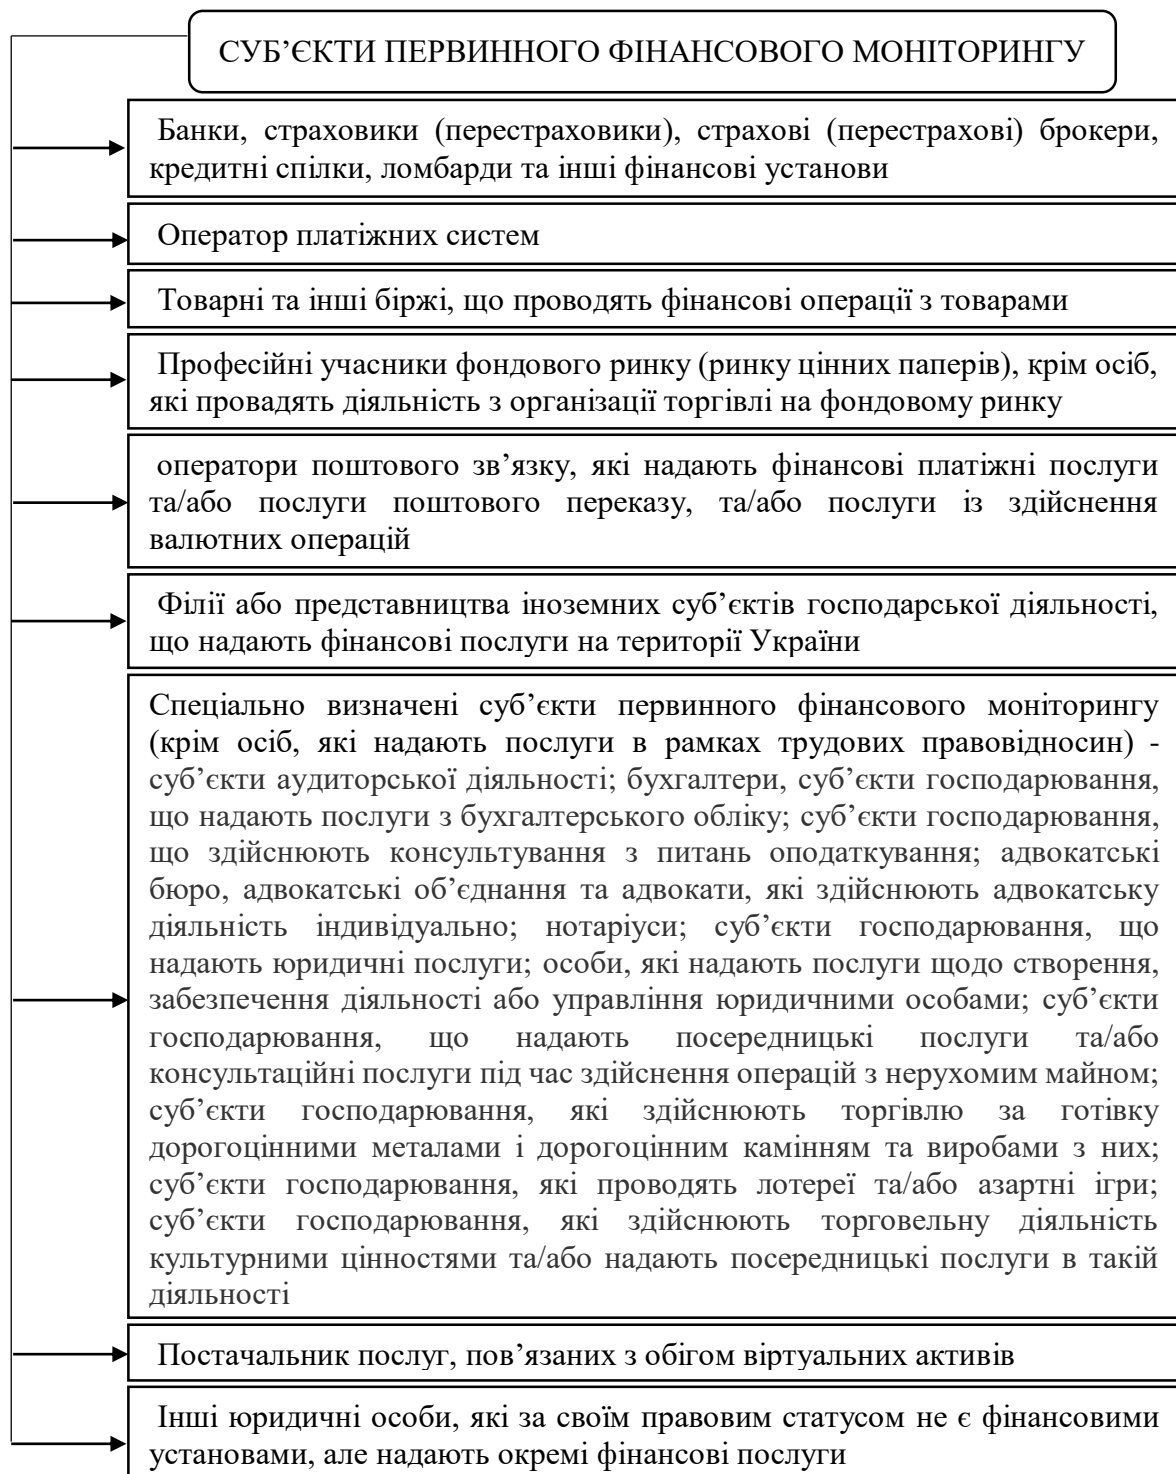 СУБ’ЄКТИ ПЕРВИННОГО ФІНАНСОВОГО МОНІТОРИНГУ
Банки, страховики (перестраховики), страхові (перестрахові) брокери,
кредитні спілки, ломбарди та інші фінансові установи
Оператор платіжних систем
Товарні та інші біржі, що проводять фінансові операції з товарами
Професійні учасники фондового ринку (ринку цінних паперів), крім осіб,
які провадять діяльність з організації торгівлі на фондовому ринку
оператори поштового зв’язку, які надають фінансові платіжні послуги
та/або послуги поштового переказу, та/або послуги із здійснення
валютних операцій
Філії або представництва іноземних суб’єктів господарської діяльності,
що надають фінансові послуги на території України
Спеціально визначені суб’єкти первинного фінансового моніторингу
(крім осіб, які надають послуги в рамках трудових правовідносин) -
суб’єкти аудиторської діяльності; бухгалтери, суб’єкти господарювання,
що надають послуги з бухгалтерського обліку; суб’єкти господарювання,
що здійснюють консультування з питань оподаткування; адвокатські
бюро, адвокатські об’єднання та адвокати, які здійснюють адвокатську
діяльність індивідуально; нотаріуси; суб’єкти господарювання, що
надають юридичні послуги; особи, які надають послуги щодо створення,
забезпечення діяльності або управління юридичними особами; суб’єкти
господарювання, що надають посередницькі послуги та/або
консультаційні послуги під час здійснення операцій з нерухомим майном;
суб’єкти господарювання, які здійснюють торгівлю за готівку
дорогоцінними металами і дорогоцінним камінням та виробами з них;
суб’єкти господарювання, які проводять лотереї та/або азартні ігри;
суб’єкти господарювання, які здійснюють торговельну діяльність
культурними цінностями та/або надають посередницькі послуги в такій
діяльності
Постачальник послуг, пов’язаних з обігом віртуальних активів
Інші юридичні особи, які за своїм правовим статусом не є фінансовими
установами, але надають окремі фінансові послуги